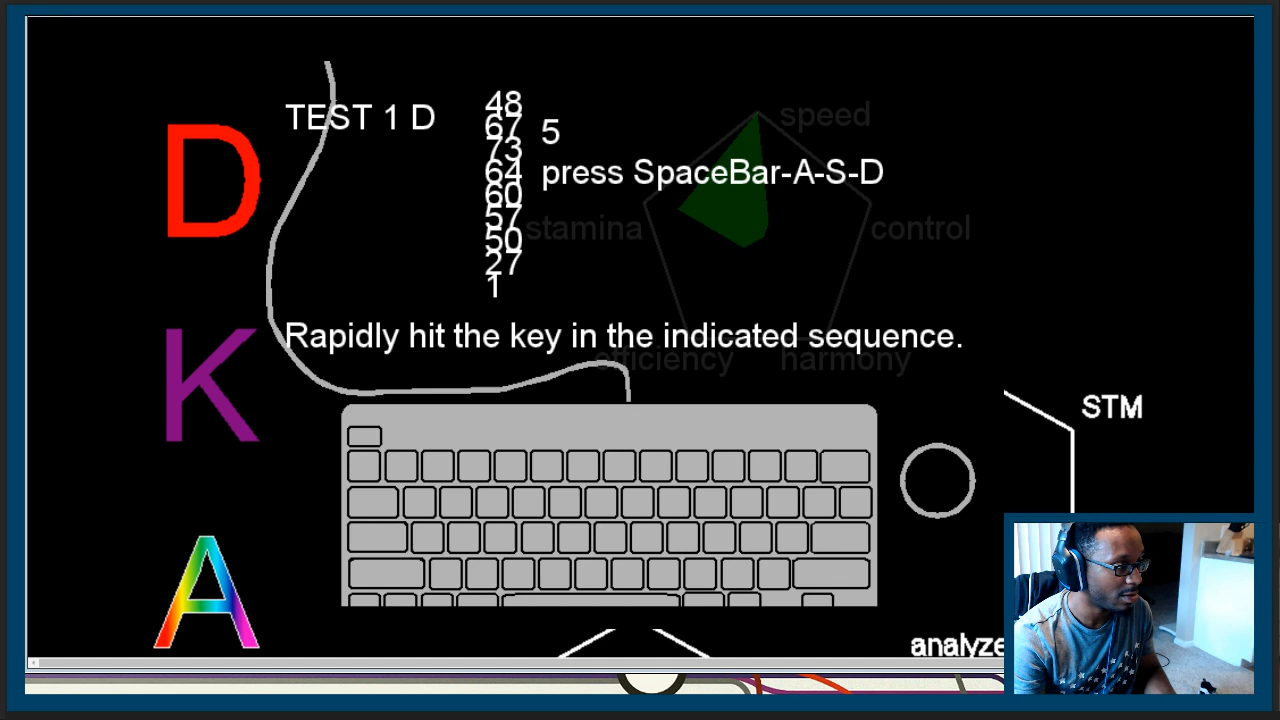 D
K
A
TEST 1 D
48
67
73
64
60
57
50
27
1
5
press SpaceBar-A-S-D
speed
stamina
control
Rapidly hit the key in the indicated sequence.
efficiency
harmony
STM
analyze